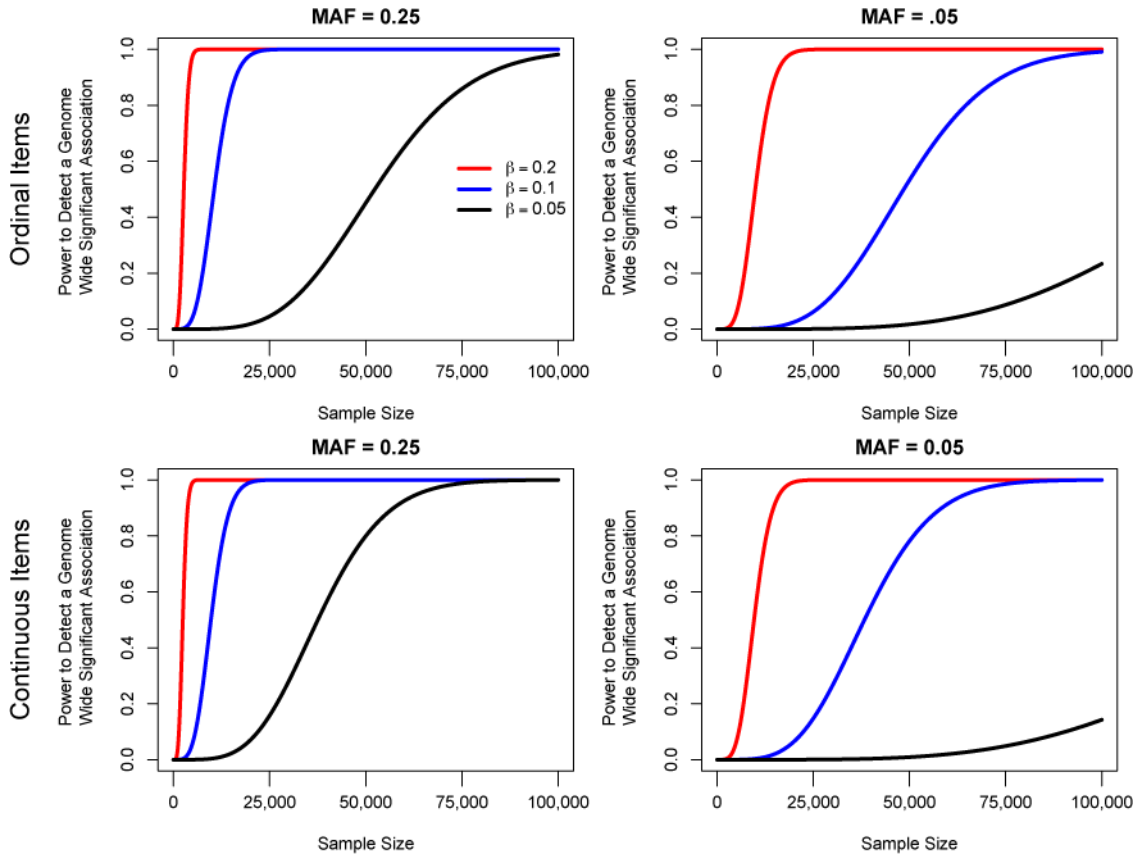 MAF = 0.25
MAF = .05
Ordinal Items
Power to Detect a Genome
Wide Significant Association
0.0
0.2
0.4
0.6
0.8
1.0
β = 0.2
β = 0.1
β = 0.05
0
25,000
50,000
75,000
100,000
Sample Size
Power to Detect a Genome
Wide Significant Association
0.0
0.2
0.4
0.6
0.8
1.0
0
25,000
50,000
75,000
100,000
Sample Size
MAF = 0.25
MAF = 0.05
Continuous Items
Power to Detect a Genome
Wide Significant Association
0.0
0.2
0.4
0.6
0.8
1.0
0
25,000
50,000
75,000
100,000
Sample Size
Power to Detect a Genome
Wide Significant Association
0.0
0.2
0.4
0.6
0.8
1.0
0
25,000
50,000
75,000
100,000
Sample Size